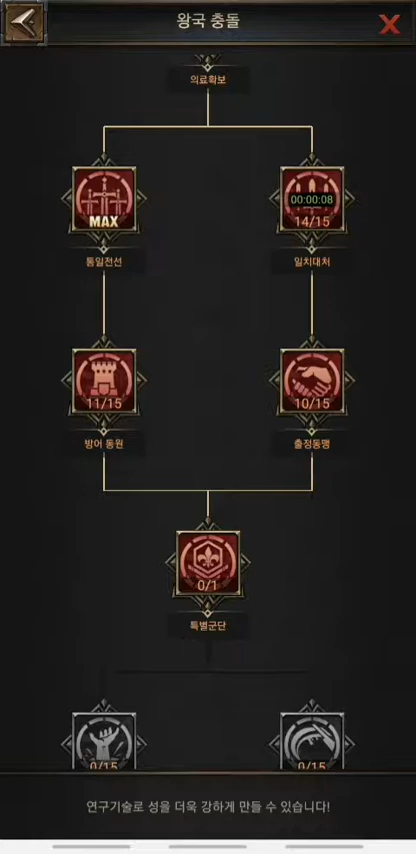 왕국 충돌
의료확보
MAX
00:00:08
14/15
통일전선
일치대처
11/15
10/15
방어 동원
출정동맹
0/1
특별군단
0/15
0/15
연구기술로 성을 더욱 강하게 만들 수 있습니다!